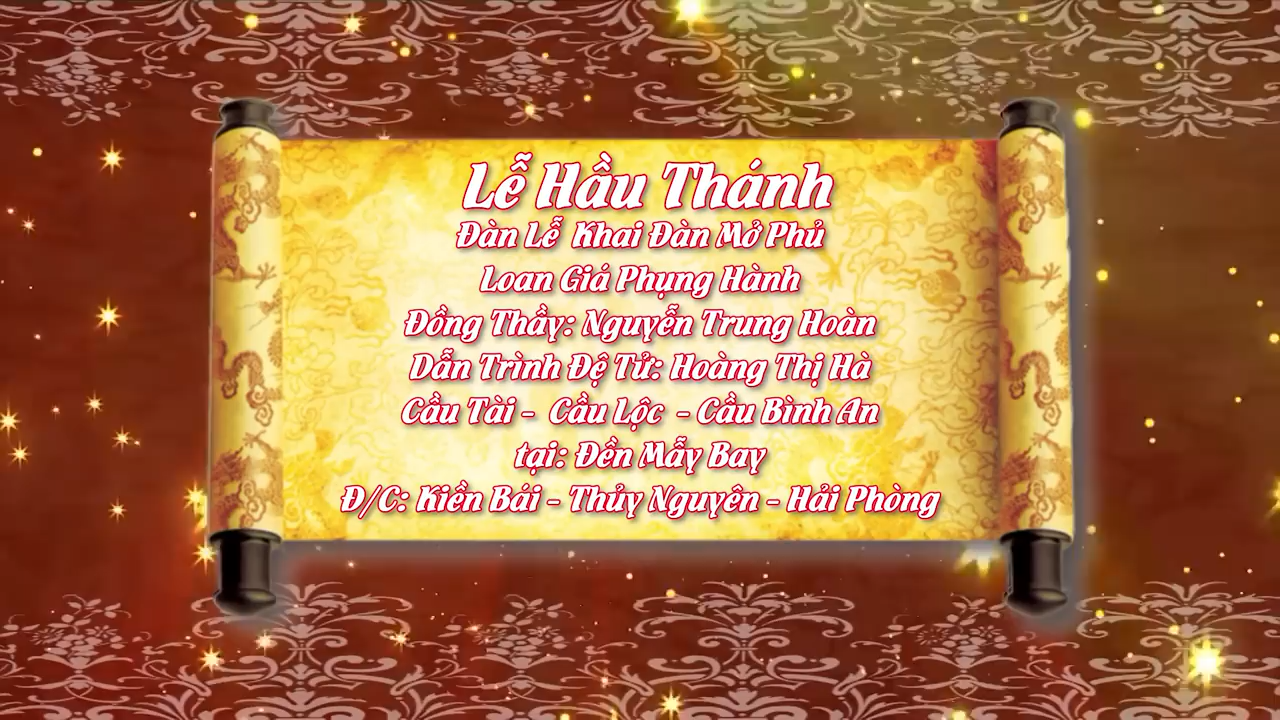 Lễ Hầu Thánh
Đàn Lễ Khai Đàn Mở Phủ
Loan Giá Phụng Hành
Đồng Thầy: Nguyễn Trung Hoàn
Dẫn Trình Đệ Tử: Hoàng Thị Hà
Cầu Tài - Cầu Lộc - Cầu Bình An
tại: Đền Mẫy Bay
Đ/C: Kiền Bái - Thủy Nguyên - Hải Phòng